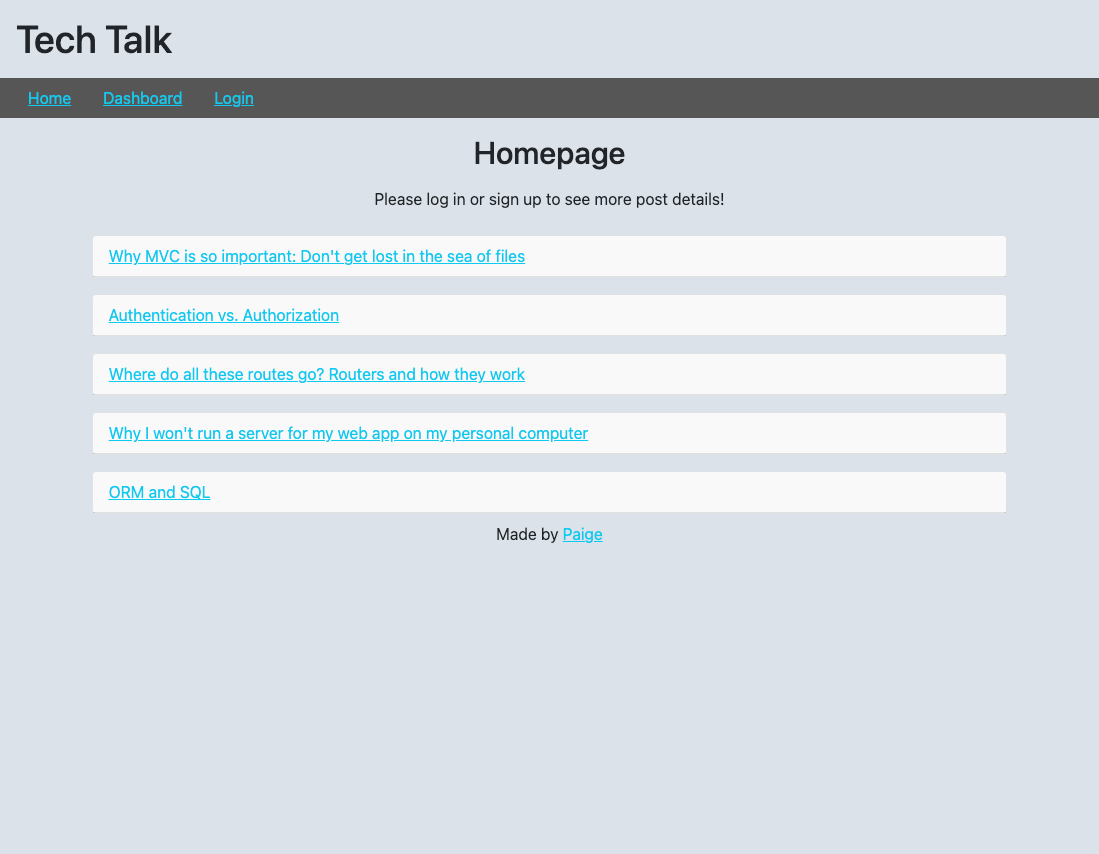 Tech Talk
Home Dashboard Login
Homepage
Please log in or sign up to see more post details!
Why MVC is so important: Don't get lost in the sea of files
Authentication vs. Authorization
Where do all these routes go? Routers and how they work
Why I won't run a server for my web app on my personal computer
ORM and SQL
Made by Paige